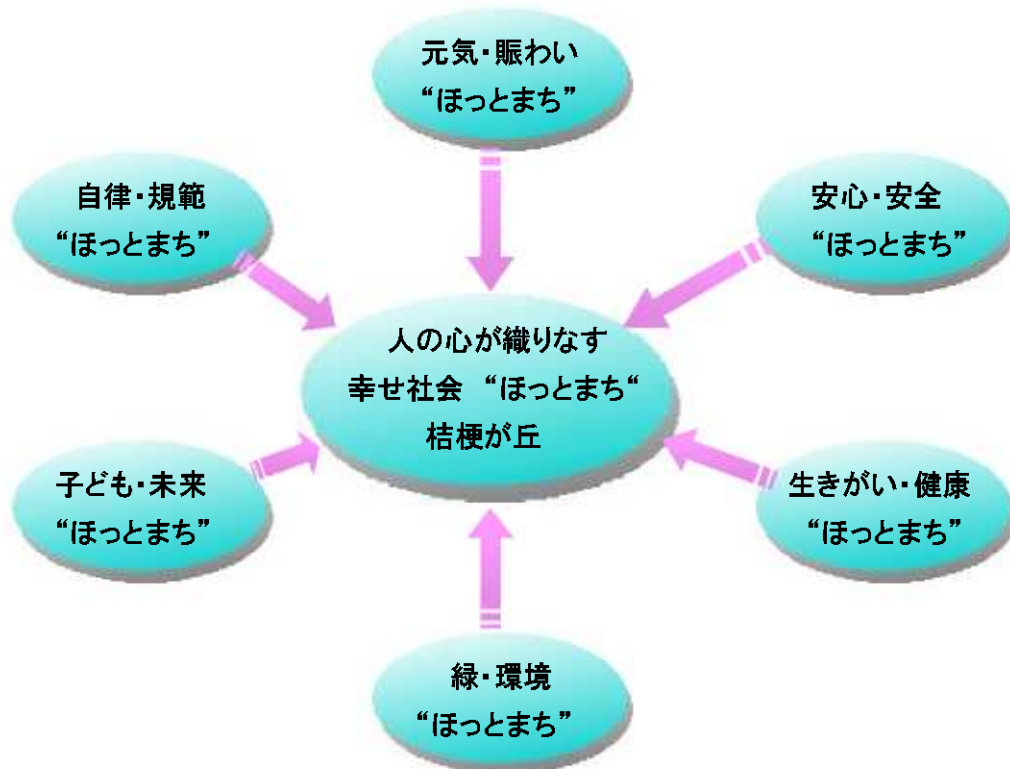 元気・賑わい
“ほっとまち”
自律・規範
“ほっとまち”
安心・安全
“ほっとまち”
人の心が織りなす
幸せ社会 “ほっとまち“
桔梗が丘
子ども・未来
“ほっとまち”
生きがい・健康
“ほっとまち”
緑・環境
“ほっとまち”